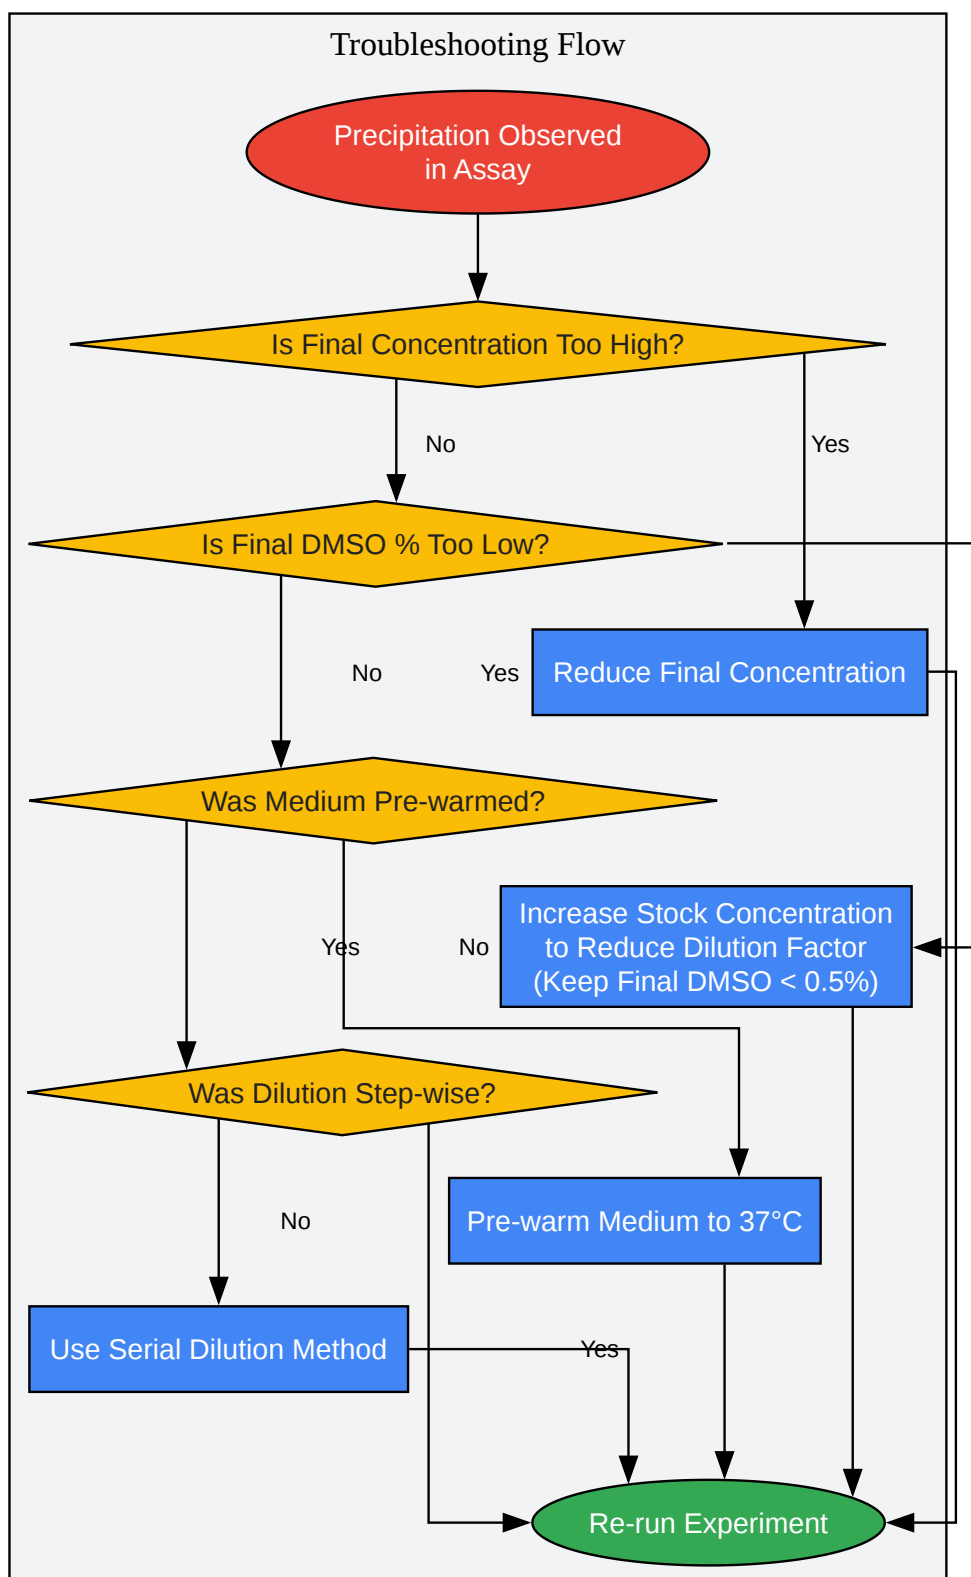 Troubleshooting Flow
Precipitation Observed
in Assay
Is Final Concentration Too High?
No
Yes
Is Final DMSO % Too Low?
No
Yes
Reduce Final Concentration
Was Medium Pre-warmed?
Yes
No
Increase Stock Concentration
to Reduce Dilution Factor
(Keep Final DMSO < 0.5%)
Was Dilution Step-wise?
No
Pre-warm Medium to 37°C
Use Serial Dilution Method
Yes
Re-run Experiment